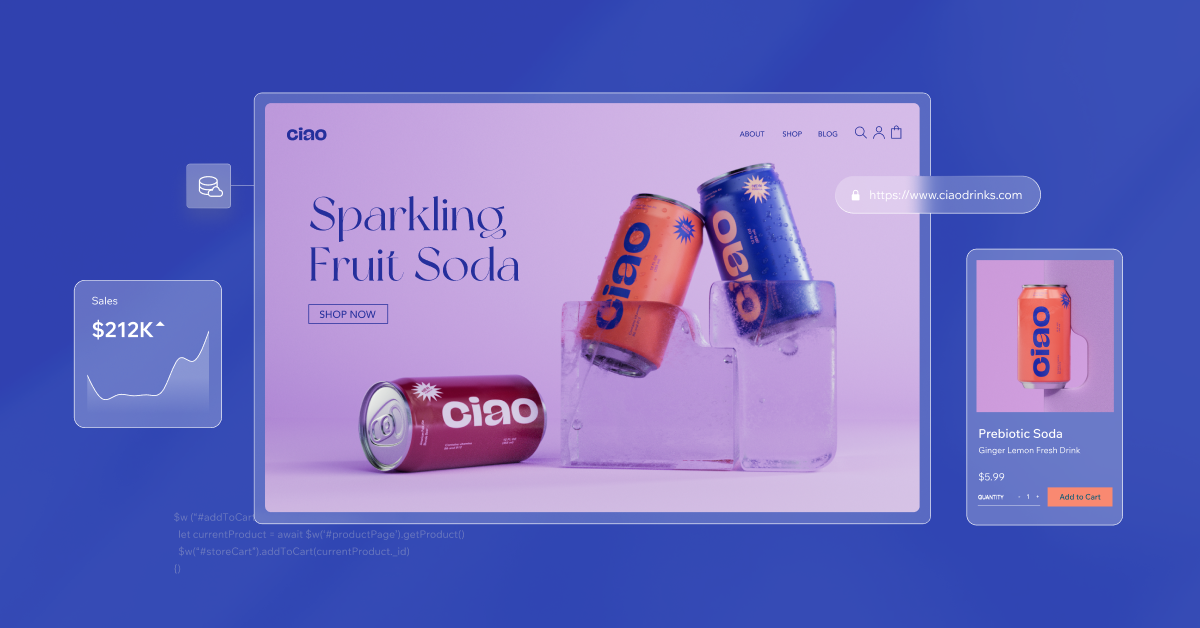 ciao
ABOUT SHOP BLOG
https://www.ciaodrinks.com
Sparkling
Fruit Soda
SHOP NOW
ciao
ciao
ciao
Sales
$212K
ciao
Prebiotic Soda
Ginger Lemon Fresh Drink
$5.99
QUANTITY - 1 +
Add to Cart
$w ("#addToCart
let currentProduct = await $w('#productPage').getProduct()
$w("#storeCart").addToCart(currentProduct._id)
()